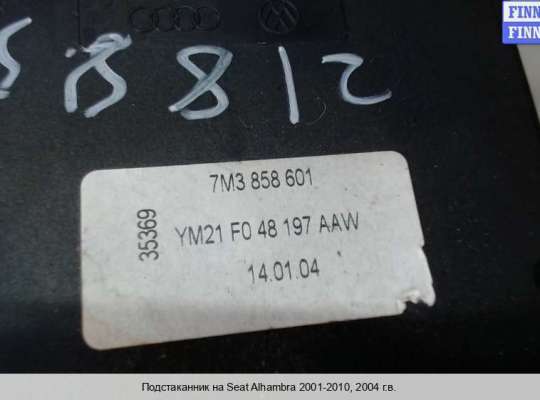 FINN
FINN
7M3 858 601
35369
YM21 F0 48 197 AAW
14.01.04
Подстаканник на Seat Alhambra 2001-2010, 2004 г.в.